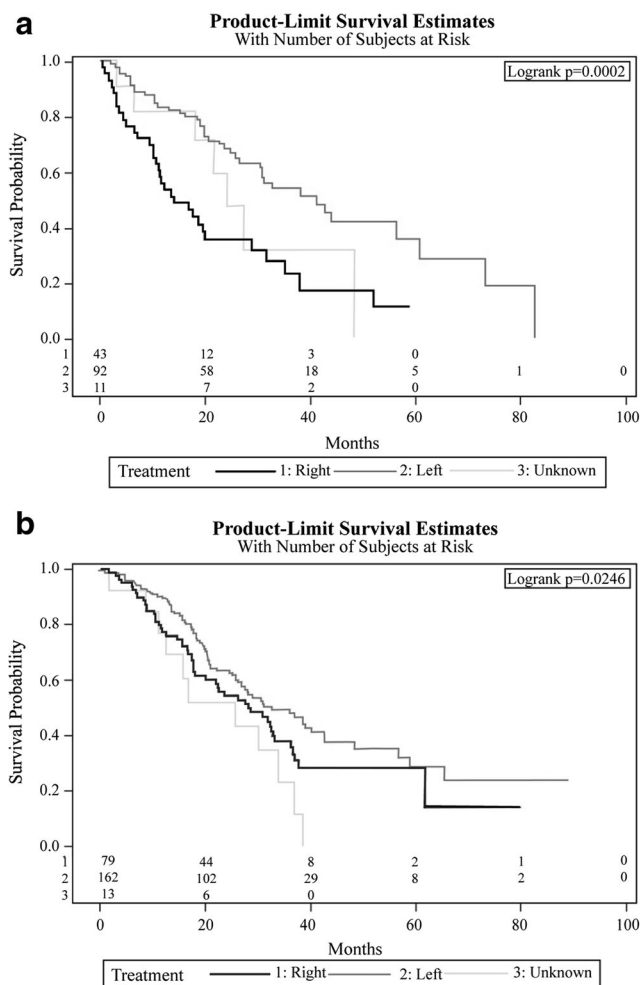 a
Product-Limit Survival Estimates
With Number of Subjects at Risk
Logrank p=0.0002
Survival Probability
1.0
0.8
0.6
0.4
0.2
0.0
1 43 12 3 0
2 92 58 18 5 1 0
3 11 7 2 0
0 20 40 60 80 100
Months
Treatment 1: Right 2: Left 3: Unknown
b
Product-Limit Survival Estimates
With Number of Subjects at Risk
Logrank p=0.0246
Survival Probability
1.0
0.8
0.6
0.4
0.2
0.0
1 79 44 8 2 1 0
2 162 102 29 8 2 0
3 13 6 0
0 20 40 60 80 100
Months
Treatment 1: Right 2: Left 3: Unknown